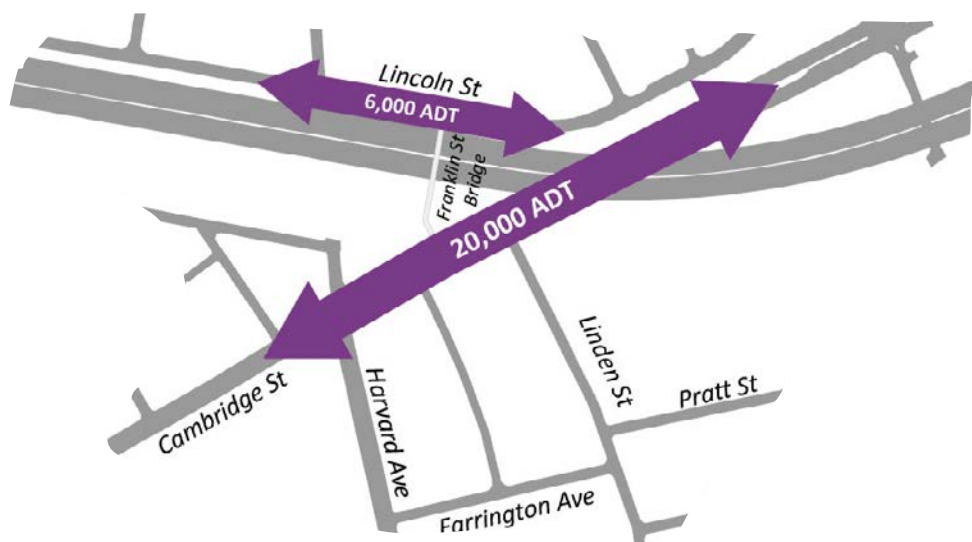 Lincoln St
6,000 ADT
Franklin St
Bridge
20,000 ADT
Cambridge St
Harvard Ave
Linden St
Pratt St
Farrington Ave